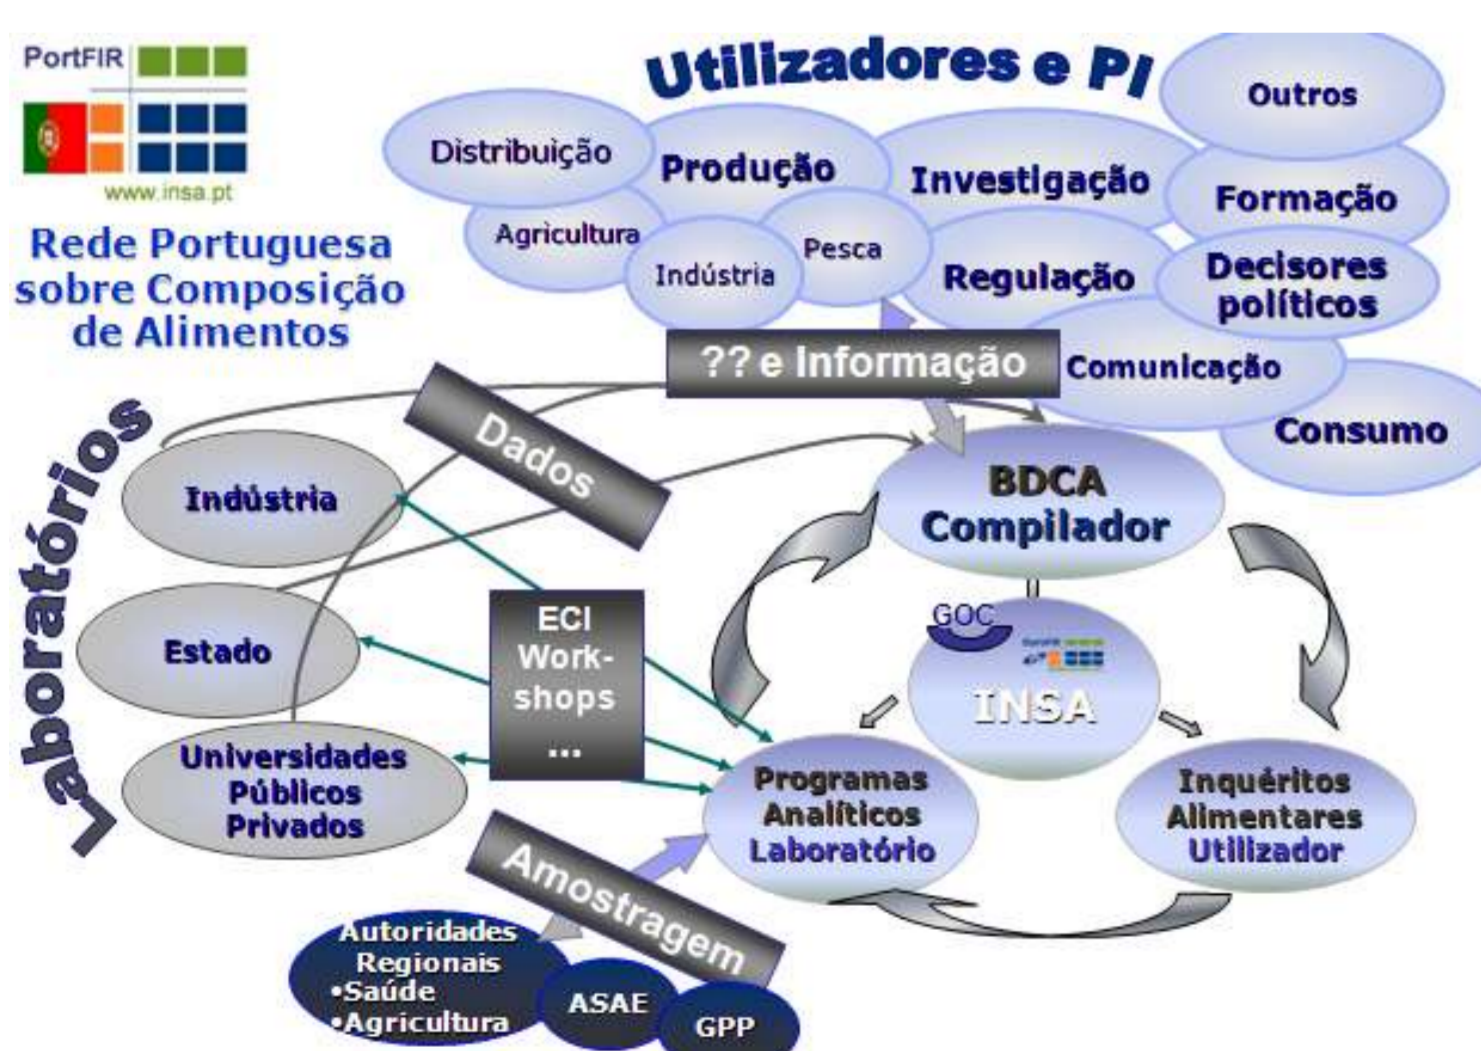 PortFIR
www.insa.pt
Rede Portuguesa
sobre Composição
de Alimentos
Utilizadores e PI
Outros
Distribuição
Produção
Investigação
Formação
Agricultura
Indústria
Pesca
Regulação
Decisores
políticos
?? e Informação
Comunicação
Consumo
Laboratórios
Dados
Indústria
Estado
Universidades
Públicos
Privados
ECI
Work-
shops
...
BDCA
Compilador
GOC
INSA
Programas
Analíticos
Laboratório
Inquéritos
Alimentares
Utilizador
Amostragem
Autoridades
Regionais
•Saúde
•Agricultura
ASAE
GPP